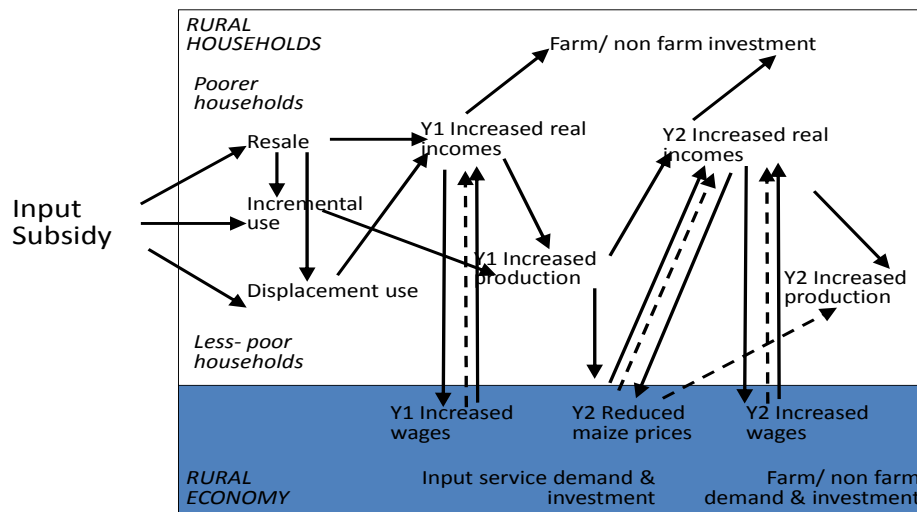 RURAL
HOUSEHOLDS
Farm/ non farm investment
Poorer
households
Resale
Y1 Increased real
incomes
Y2 Increased real
incomes
Input
Subsidy
Incremental
use
Y1 Increased
production
Displacement use
Y2 Increased
production
Less- poor
households
Y1 Increased
wages
Y2 Reduced
maize prices
Y2 Increased
wages
RURAL
ECONOMY
Input service demand &
investment
Farm/ non farm
demand & investment